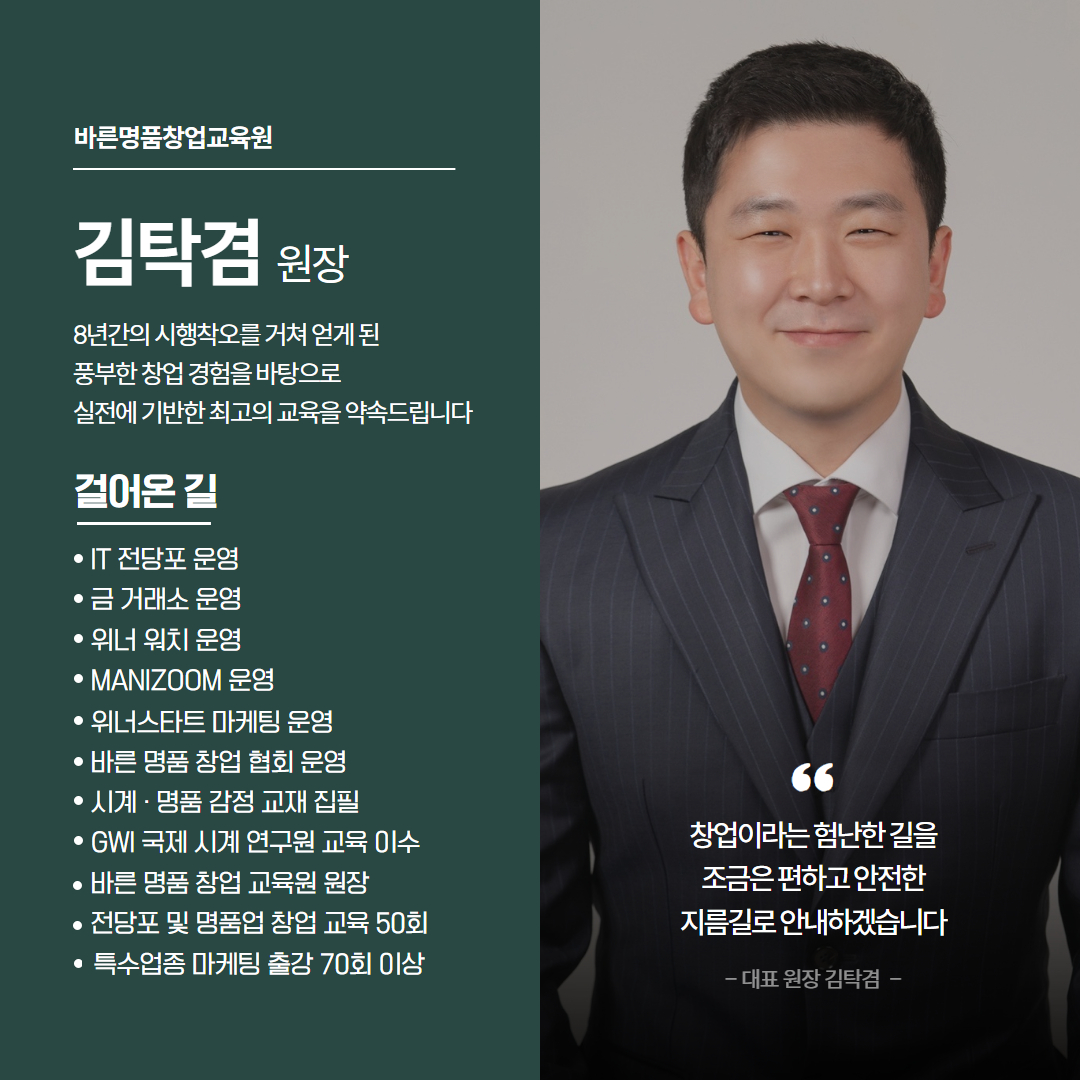 바른명품창업교육원
김탁겸 원장
8년간의 시행착오를 거쳐 얻게 된
풍부한 창업 경험을 바탕으로
실전에 기반한 최고의 교육을 약속드립니다
걸어온 길
• IT 전당포 운영
• 금 거래소 운영
• 위너 워치 운영
• MANIZOOM 운영
• 위너스타트 마케팅 운영
• 바른 명품 창업 협회 운영
• 시계 · 명품 감정 교재 집필
• GWI 국제 시계 연구원 교육 이수
• 바른 명품 창업 교육원 원장
• 전당포 및 명품업 창업 교육 50회
• 특수업종 마케팅 출강 70회 이상
“
창업이라는 험난한 길을
조금은 편하고 안전한
지름길로 안내하겠습니다
– 대표 원장 김탁겸 –